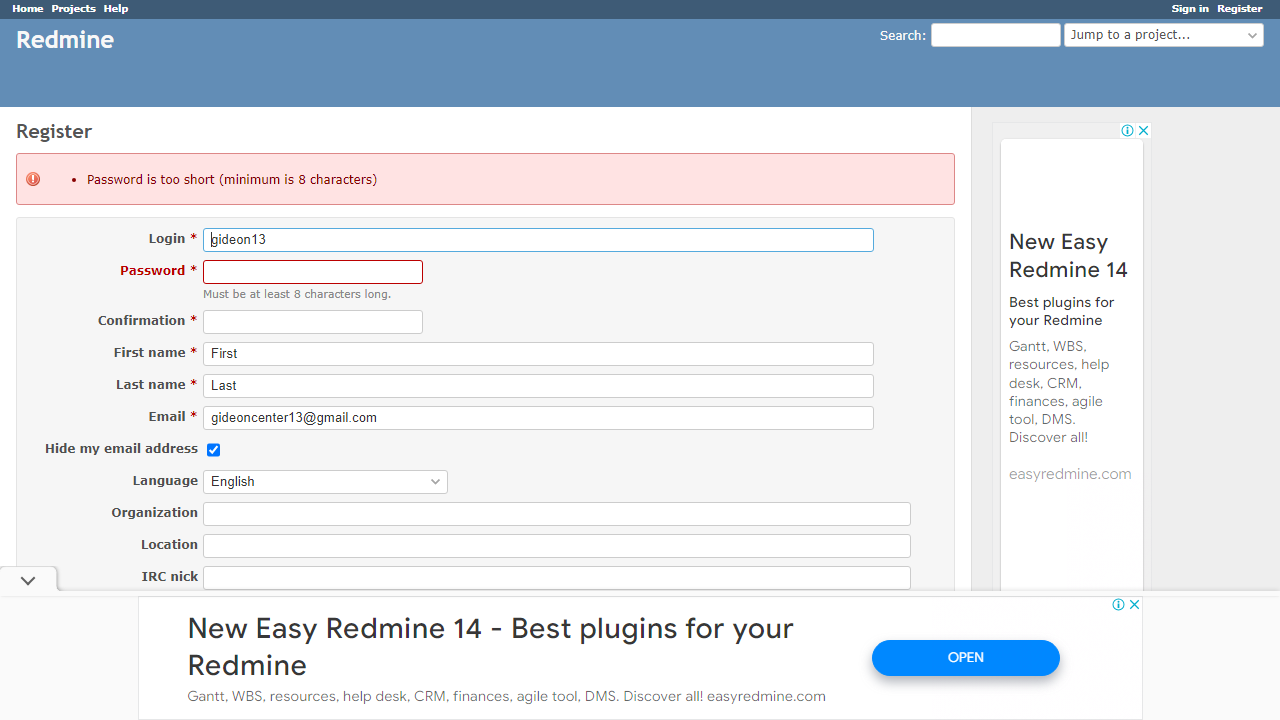 Home Projects Help
Sign in Register
Redmine
Search:
Jump to a project...
Register
Password is too short (minimum is 8 characters)
Login *
gideon13
Password *
Must be at least 8 characters long.
Confirmation *
First name *
First
Last name *
Last
Email *
gideoncenter13@gmail.com
Hide my email address
Language
English
Organization
Location
IRC nick
New Easy
Redmine 14
Best plugins for
your Redmine
Gantt, WBS,
resources, help
desk, CRM,
finances, agile
tool, DMS.
Discover all!
easyredmine.com
New Easy Redmine 14 - Best plugins for your
Redmine
Gantt, WBS, resources, help desk, CRM, finances, agile tool, DMS. Discover all! easyredmine.com
OPEN